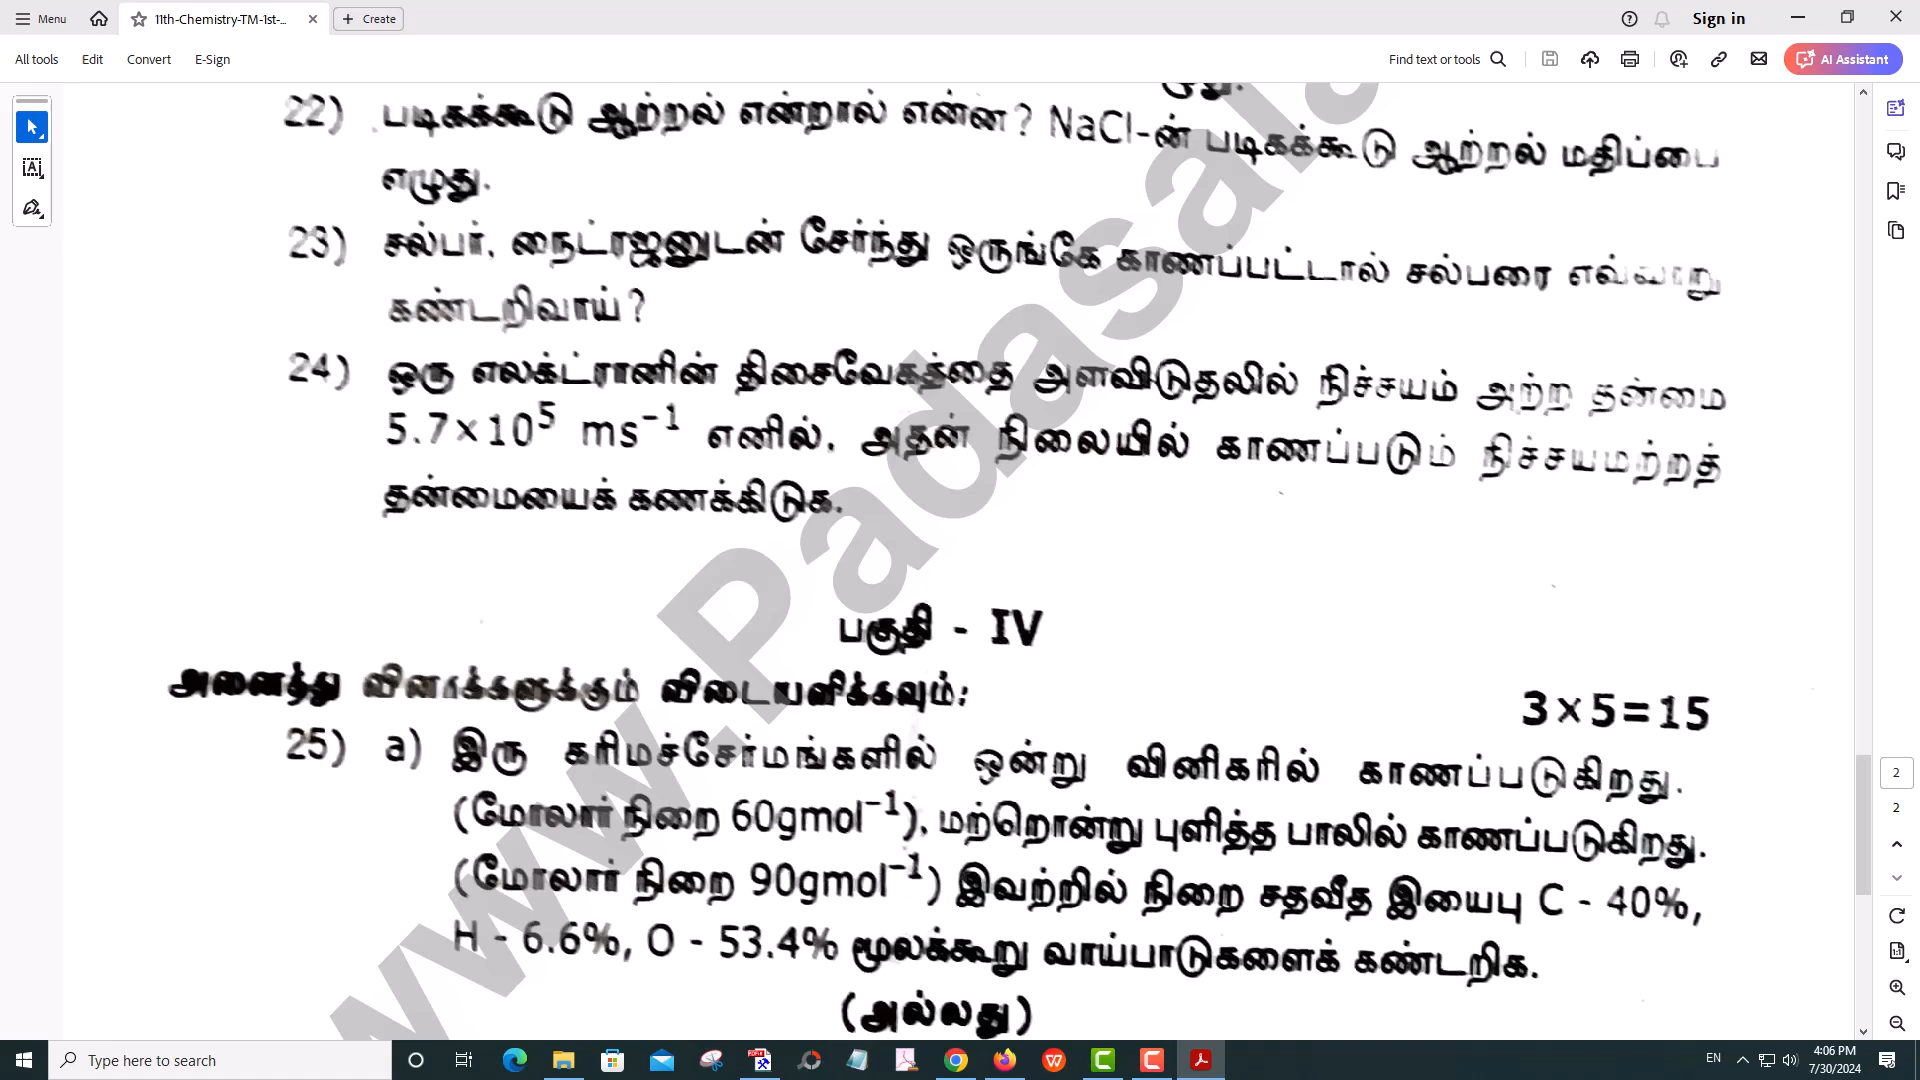 Menu
11th-Chemistry-TM-1st-...
Create
Sign in
All tools
Edit
Convert
E-Sign
Find text or tools
AI Assistant
22) படிகக்கூடு ஆற்றல் என்றால் என்ன? NaCl-ன் படிகக்கூடு ஆற்றல் மதிப்பை
எழுது.
23) சல்பர், நைட்ரஜனுடன் சேர்ந்து ஒருங்கே காணப்பட்டால் சல்பரை எவ்வாறு
கண்டறிவாய்?
24) ஒரு எலக்ட்ரானின் திசைவேகத்தை அளவிடுதலில் நிச்சயம் அற்ற தன்மை
5.7×10⁵ ms⁻¹ எனில், அதன் நிலையில் காணப்படும் நிச்சயமற்றத்
தன்மையைக் கணக்கிடுக.
பகுதி - IV
அனைத்து வினாக்களுக்கும் விடையளிக்கவும்:
3×5=15
25) a) இரு கரிமச்சேர்மங்களில் ஒன்று வினிகரில் காணப்படுகிறது.
(மோலார் நிறை 60gmol⁻¹), மற்றொன்று புளித்த பாலில் காணப்படுகிறது.
(மோலார் நிறை 90gmol⁻¹) இவற்றில் நிறை சதவீத இயைபு C - 40%,
H - 6.6%, O - 53.4% மூலக்கூறு வாய்பாடுகளைக் கண்டறிக.
(அல்லது)
www.Padasala
2
2
Type here to search
EN
4:06 PM
7/30/2024